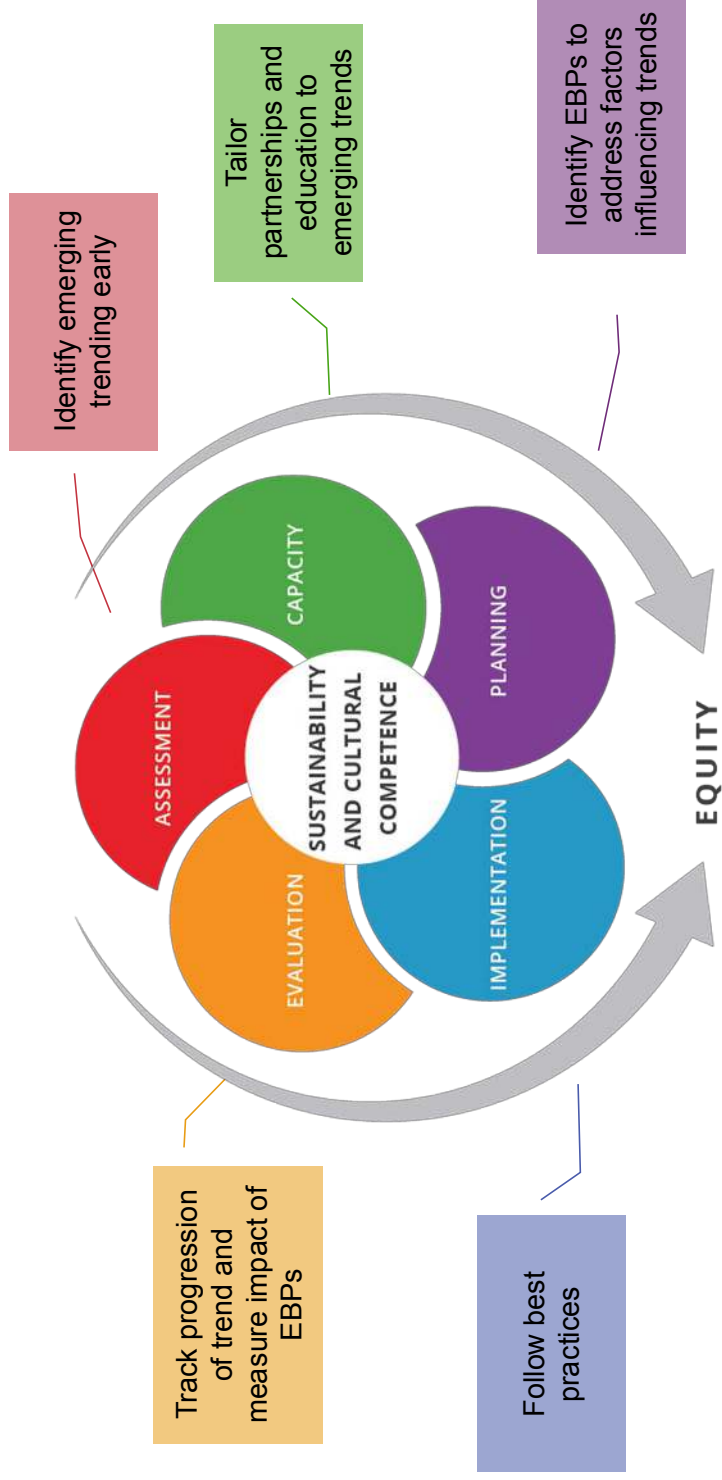 Identify emerging
trending early
Tailor
partnerships and
education to
emerging trends
Identify EBPs to
address factors
influencing trends
Follow best
practices
Track progression
of trend and
measure impact of
EBPs
ASSESSMENT
CAPACITY
PLANNING
IMPLEMENTATION
EVALUATION
SUSTAINABILITY
AND CULTURAL
COMPETENCE
EQUITY